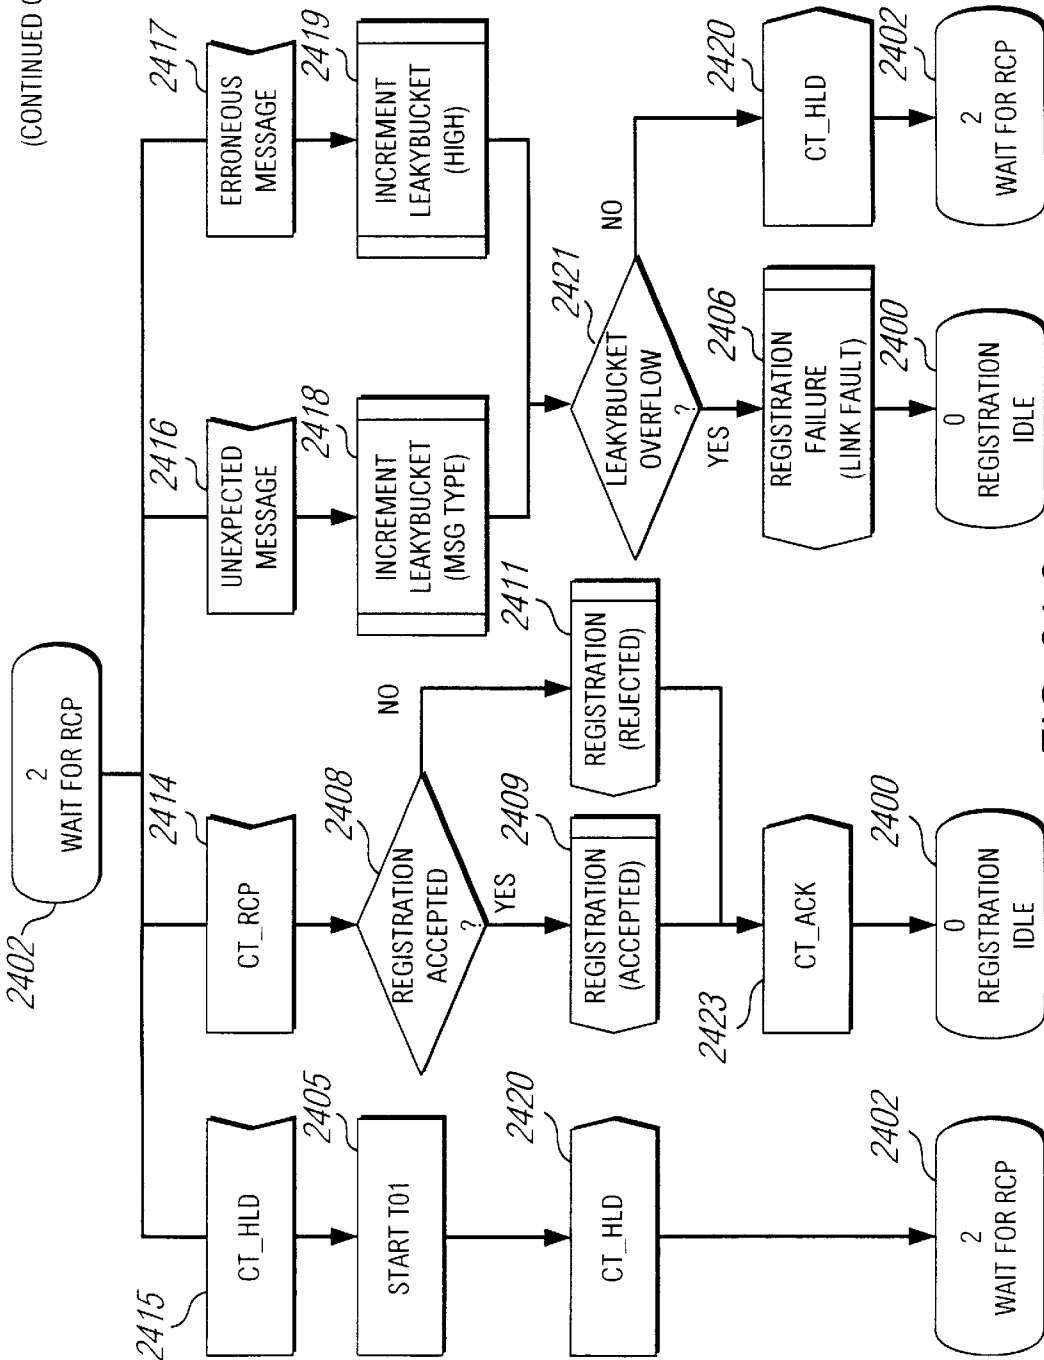 (CONTINUED
2402
2
WAIT FOR RCP
2415
CT_HLD
2414
CT_RCP
2416
UNEXPECTED
MESSAGE
2417
ERRONEOUS
MESSAGE
2405
START T01
2408
REGISTRATION
ACCEPTED
?
NO
YES
2418
INCREMENT
LEAKYBUCKET
(MSG TYPE)
2419
INCREMENT
LEAKYBUCKET
(HIGH)
2420
CT_HLD
2409
REGISTRATION
(ACCEPTED)
2411
REGISTRATION
(REJECTED)
2421
LEAKYBUCKET
OVERFLOW
?
NO
YES
2423
CT_ACK
2406
REGISTRATION
FAILURE
(LINK FAULT)
2420
CT_HLD
2402
2
WAIT FOR RCP
2400
0
REGISTRATION
IDLE
2400
0
REGISTRATION
IDLE
2402
2
WAIT FOR RCP